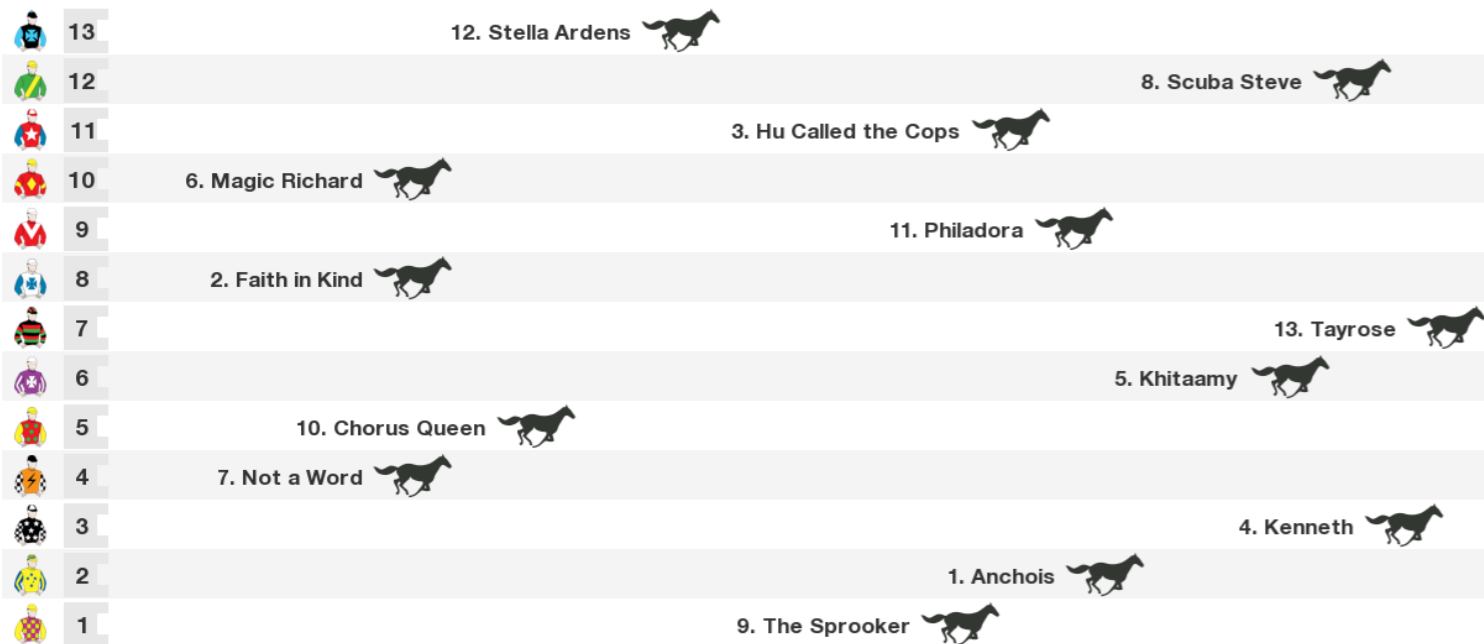 13 12. Stella Ardens
12 8. Scuba Steve
11 3. Hu Called the Cops
10 6. Magic Richard
9 11. Philadora
8 2. Faith in Kind
7 13. Tayrose
6 5. Khitaamy
5 10. Chorus Queen
4 7. Not a Word
3 4. Kenneth
2 1. Anchois
1 9. The Sprooker